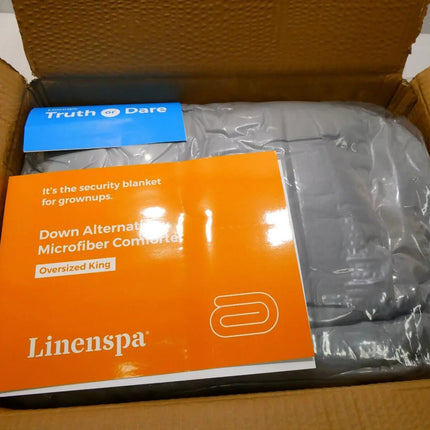 Truth or Dare
It's the security blanket
for grownups.
Down Alternat
Microfiber Comforte
Oversized King
Linenspa